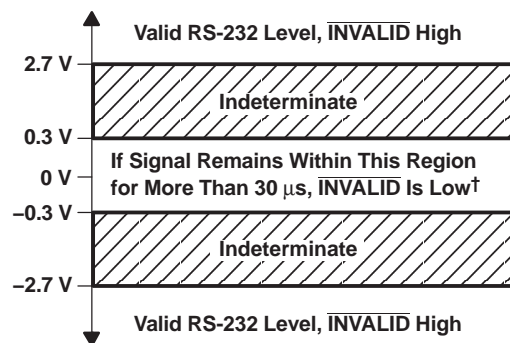 Valid RS-232 Level, INVALID High
2.7 V
Indeterminate
0.3 V
If Signal Remains Within This Region
0 V
for More Than 30 μs, INVALID Is Low†
–0.3 V
Indeterminate
–2.7 V
Valid RS-232 Level, INVALID High